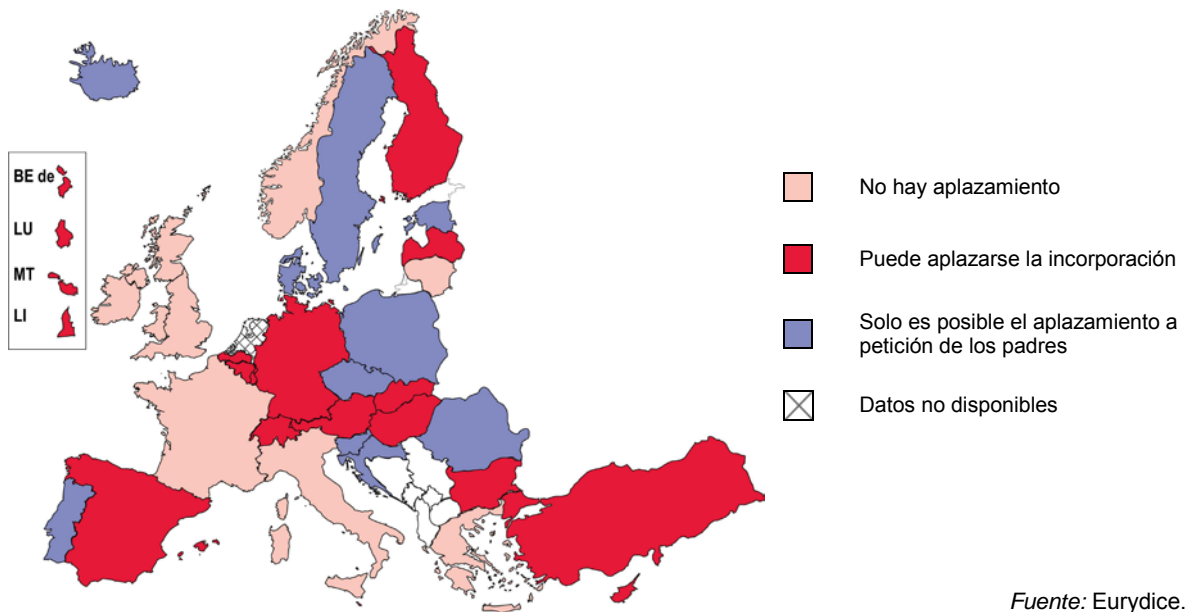 BE de
LU
MT
LI
No hay aplazamiento
Puede aplazarse la incorporación
Solo es posible el aplazamiento a
petición de los padres
Datos no disponibles
Fuente: Eurydice.